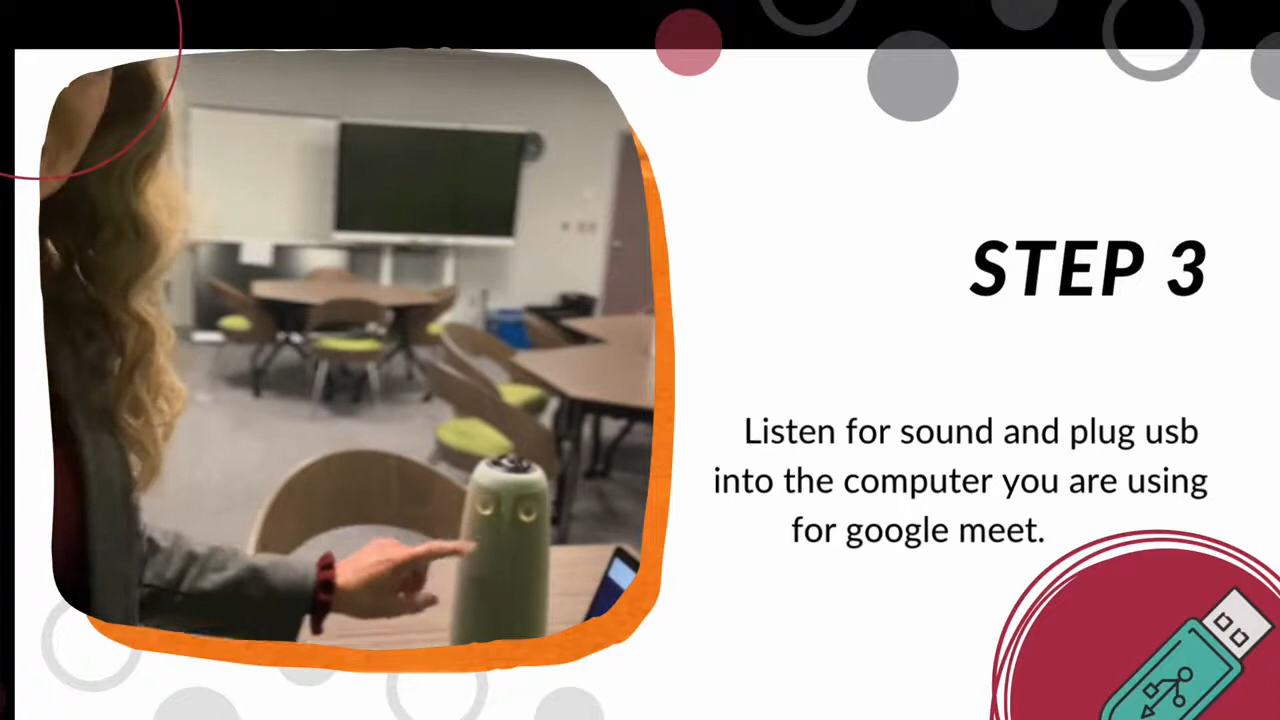 STEP 3
Listen for sound and plug usb
into the computer you are using
for google meet.